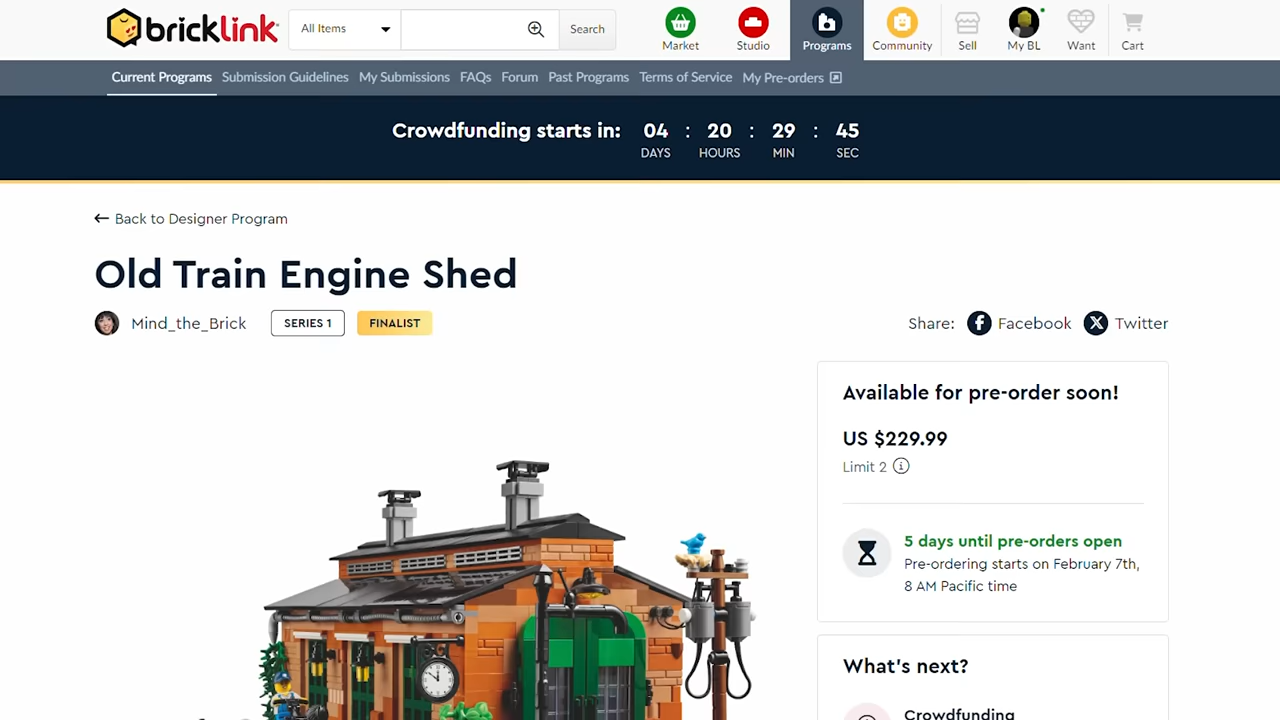 bricklink
All Items
Search
Market
Studio
Programs
Community
Sell
My BL
Want
Cart
Current Programs
Submission Guidelines
My Submissions
FAQs
Forum
Past Programs
Terms of Service
My Pre-orders
Crowdfunding starts in: 04 : 20 : 29 : 45
DAYS HOURS MIN SEC
Back to Designer Program
Old Train Engine Shed
Mind_the_Brick
SERIES 1
FINALIST
Share: Facebook Twitter
Available for pre-order soon!
US $229.99
Limit 2
5 days until pre-orders open
Pre-ordering starts on February 7th,
8 AM Pacific time
What's next?
Crowdfunding